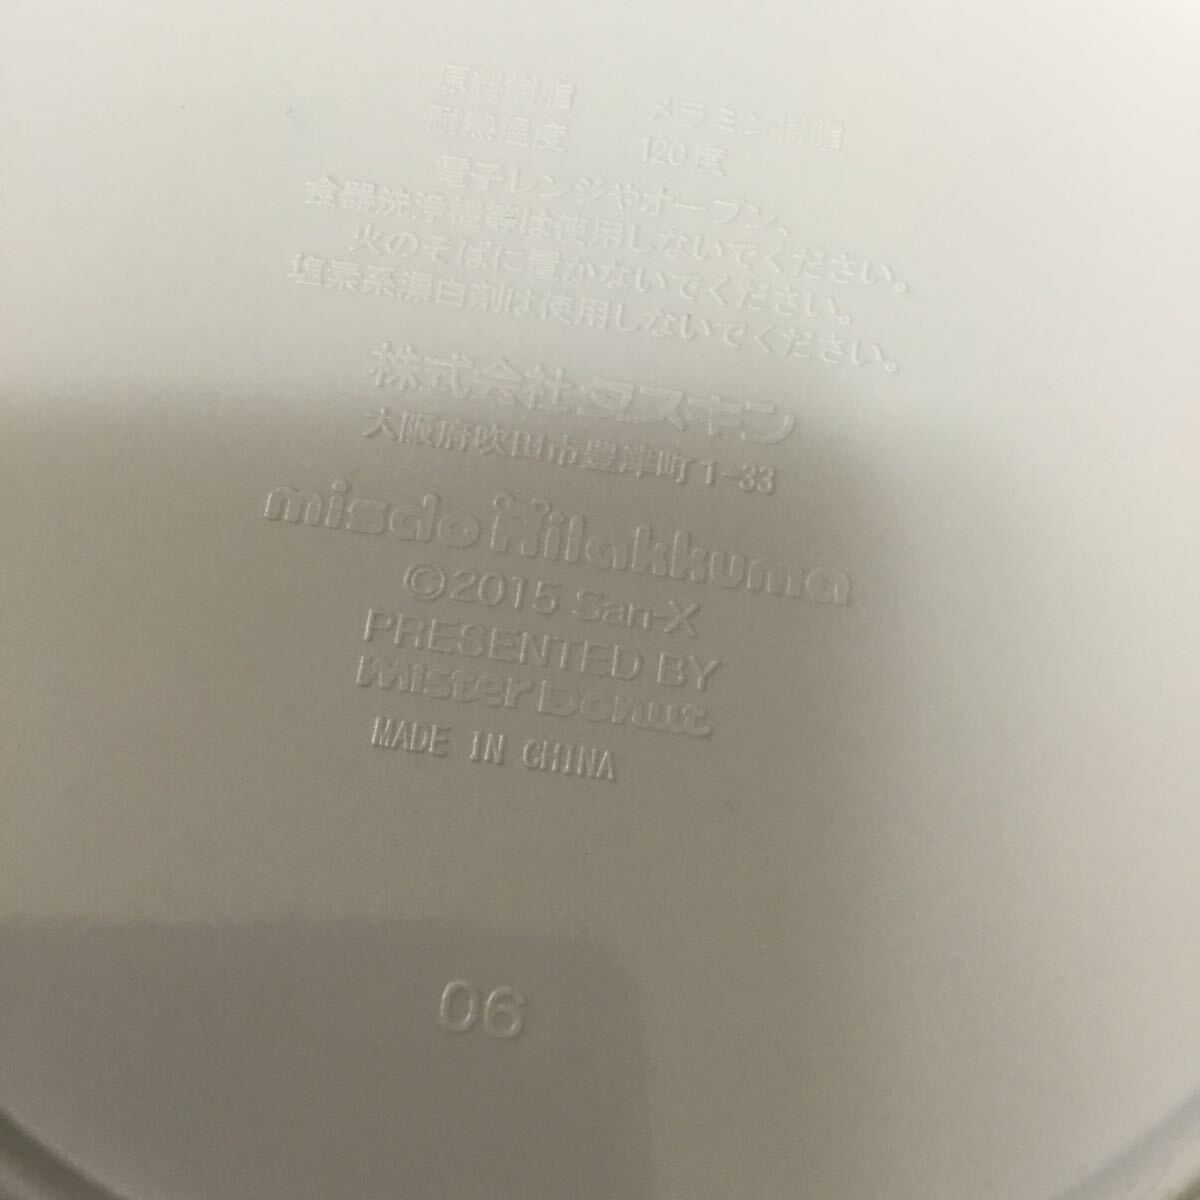 原料樹脂 メラミン樹脂
耐熱温度 120度
電子レンジやオーブン、
食器洗浄機等は使用しないでください。
火のそばに置かないでください。
塩素系漂白剤は使用しないでください。
株式会社ダスキン
大阪府吹田市豊津町1-33
misdo Rilakkuma
©2015 San-X
PRESENTED BY
mister Donut
MADE IN CHINA
06